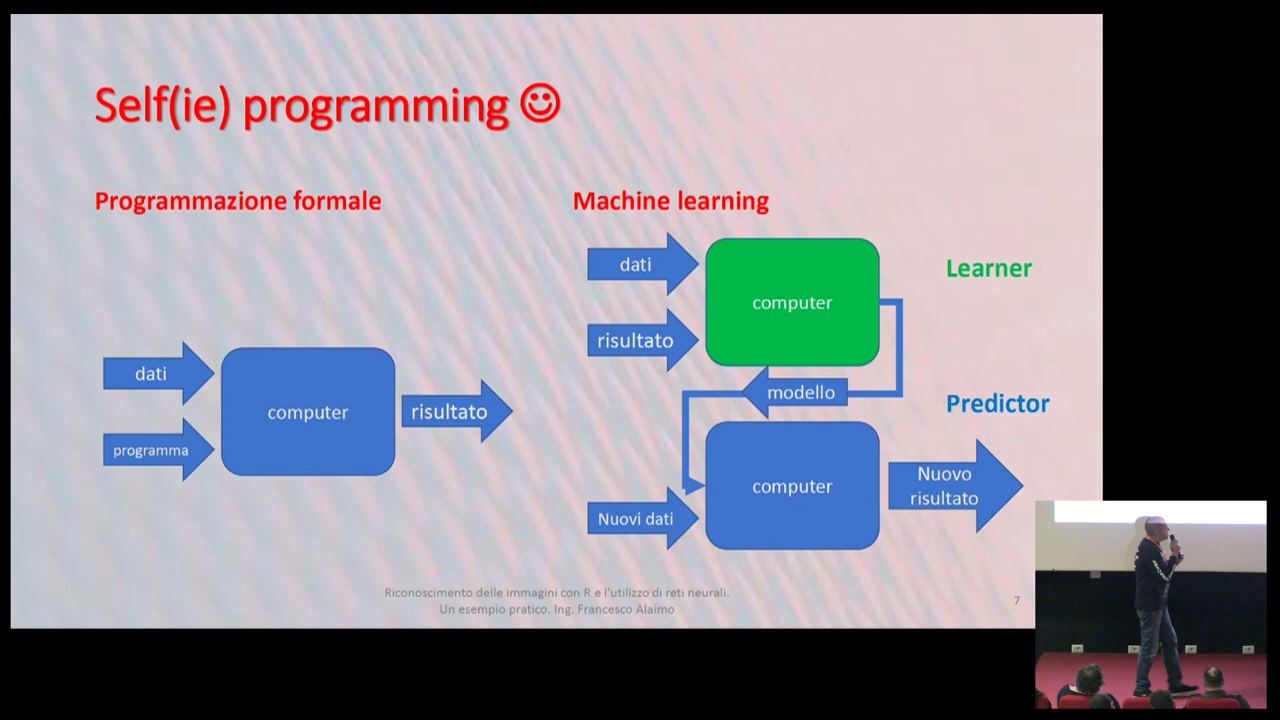 Self(ie) programming ☺
Programmazione formale
dati
programma
computer
risultato
Machine learning
dati
risultato
computer
Learner
modello
Predictor
Nuovi dati
computer
Nuovo
risultato
Riconoscimento delle immagini con R e l'utilizzo di reti neurali.
Un esempio pratico. Ing. Francesco Alaimo
7